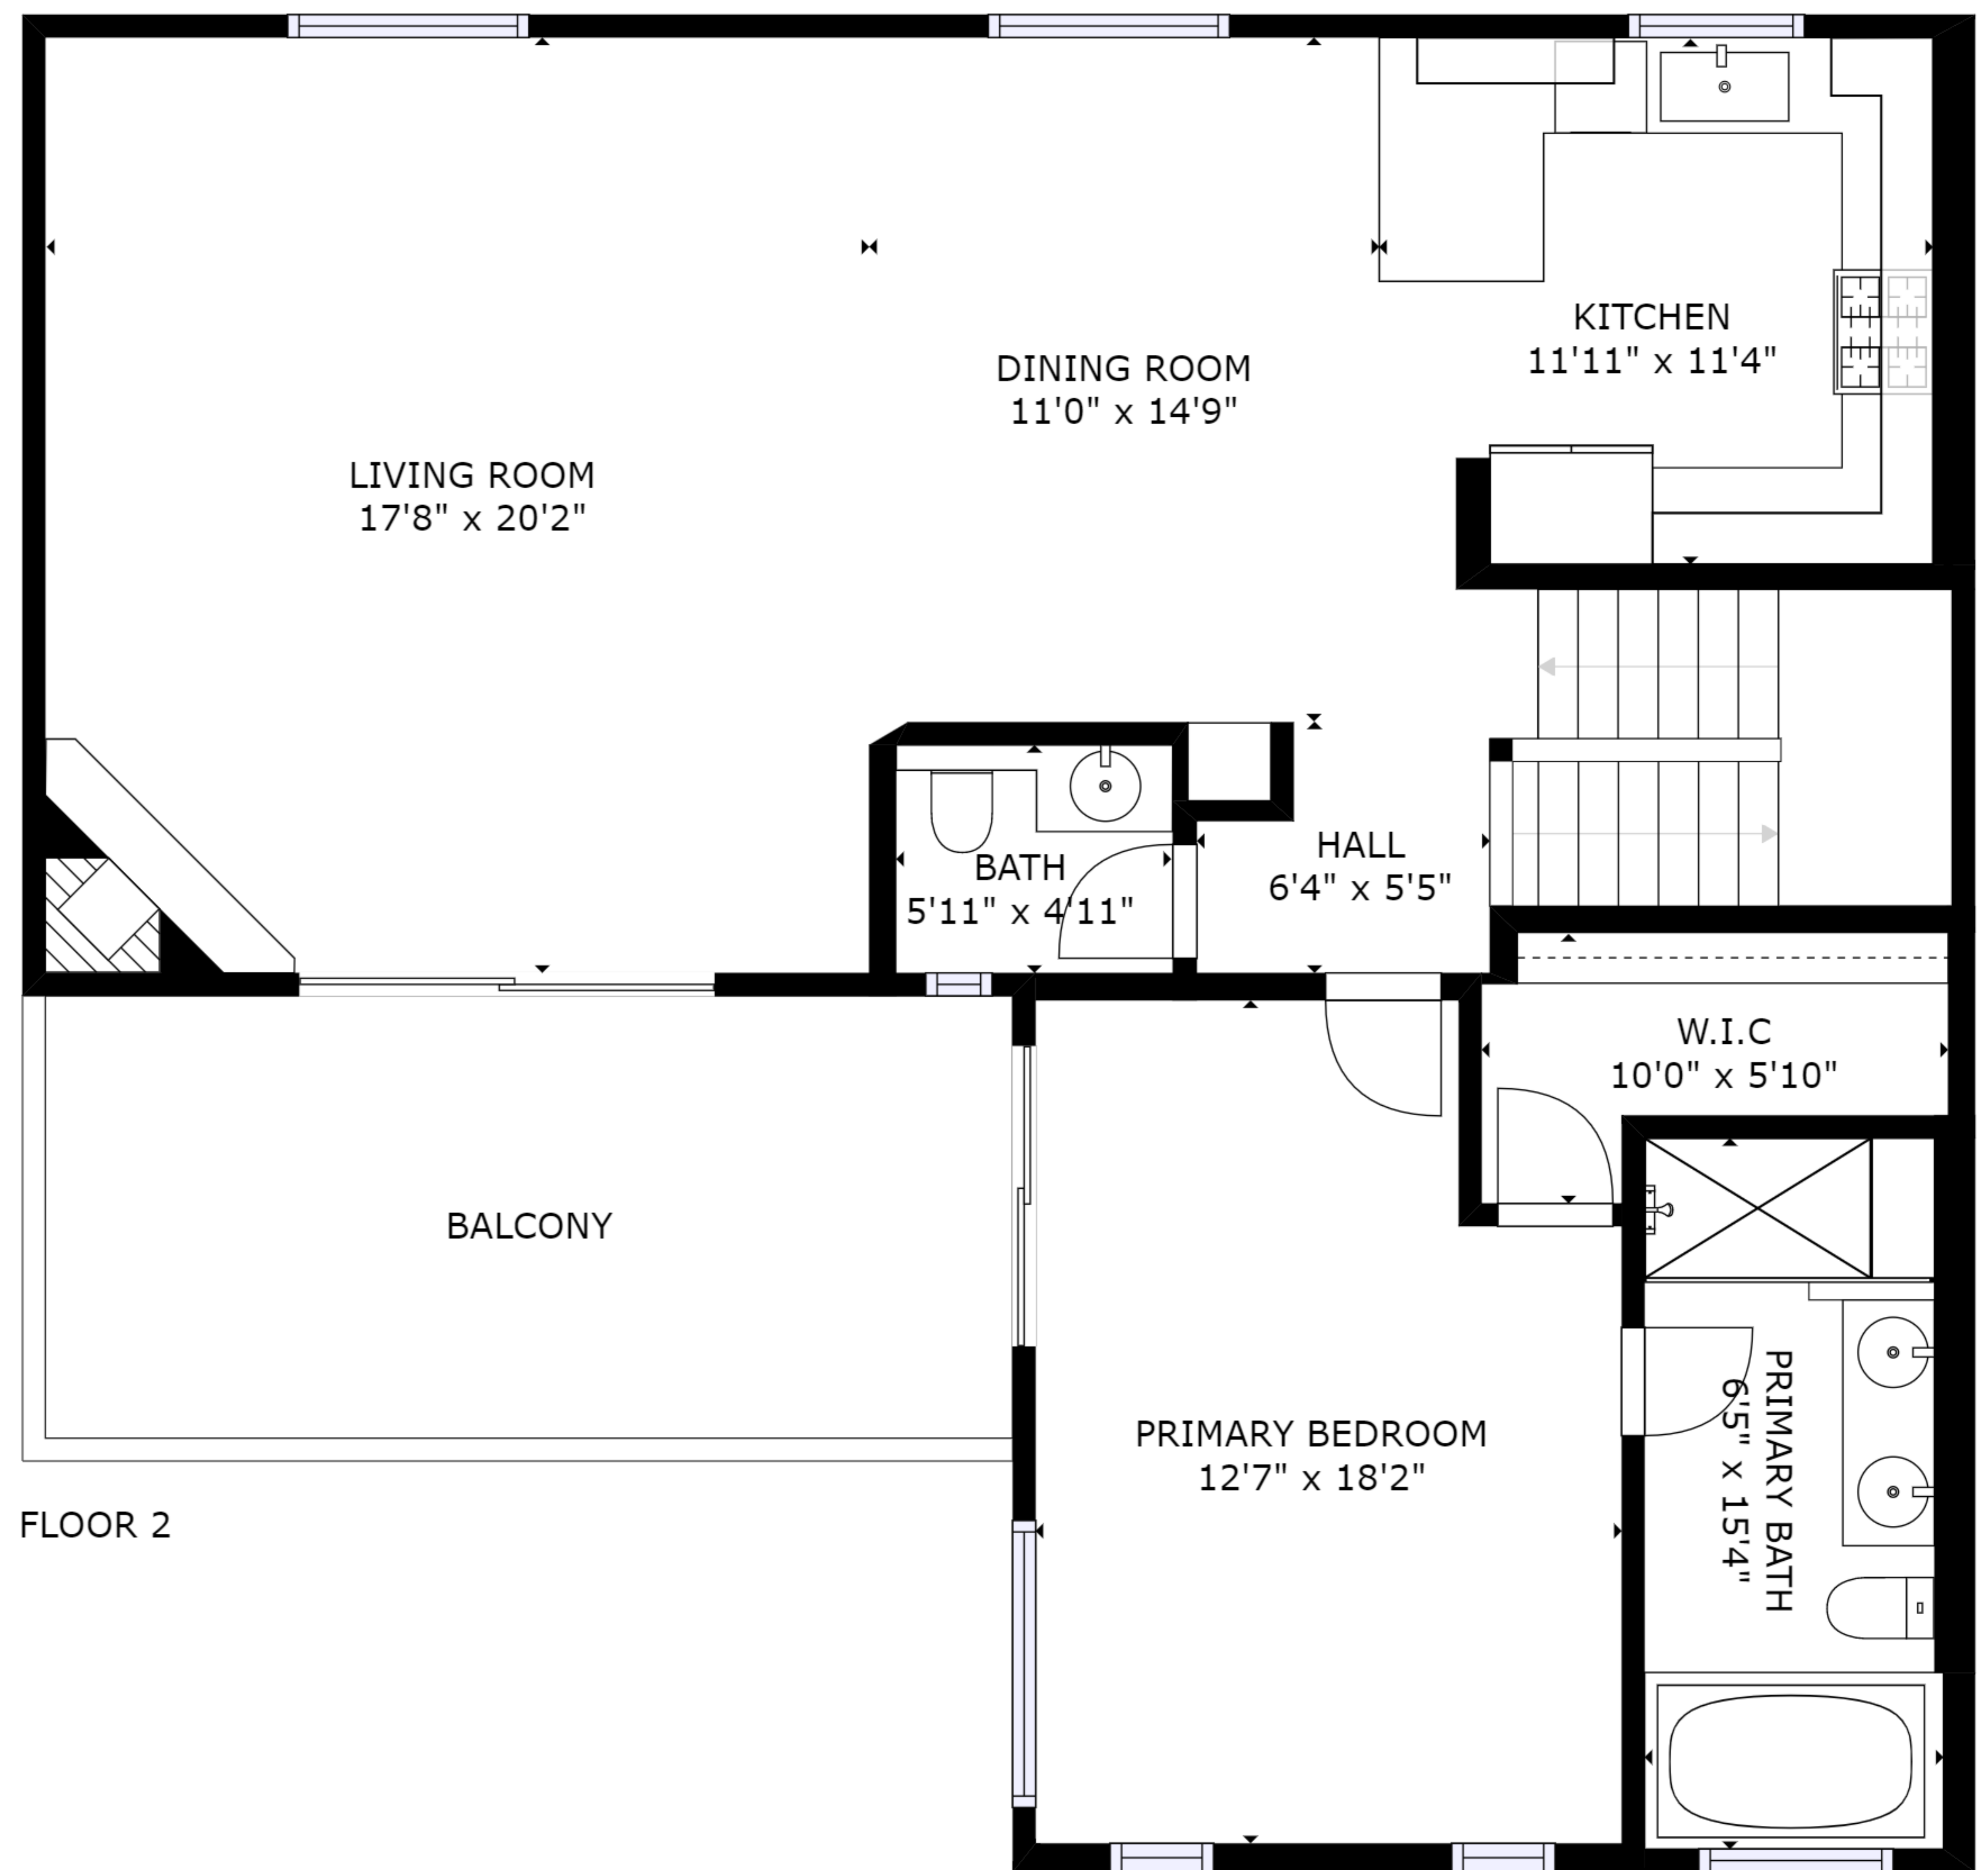 KITCHEN
11'11" x 11'4"
DINING ROOM
11'0" x 14'9"
LIVING ROOM
17'8" x 20'2"
BATH
5'11" x 4'11"
HALL
6'4" x 5'5"
W.I.C
10'0" x 5'10"
BALCONY
PRIMARY BEDROOM
12'7" x 18'2"
PRIMARY BATH
6'5" x 15'4"
FLOOR 2